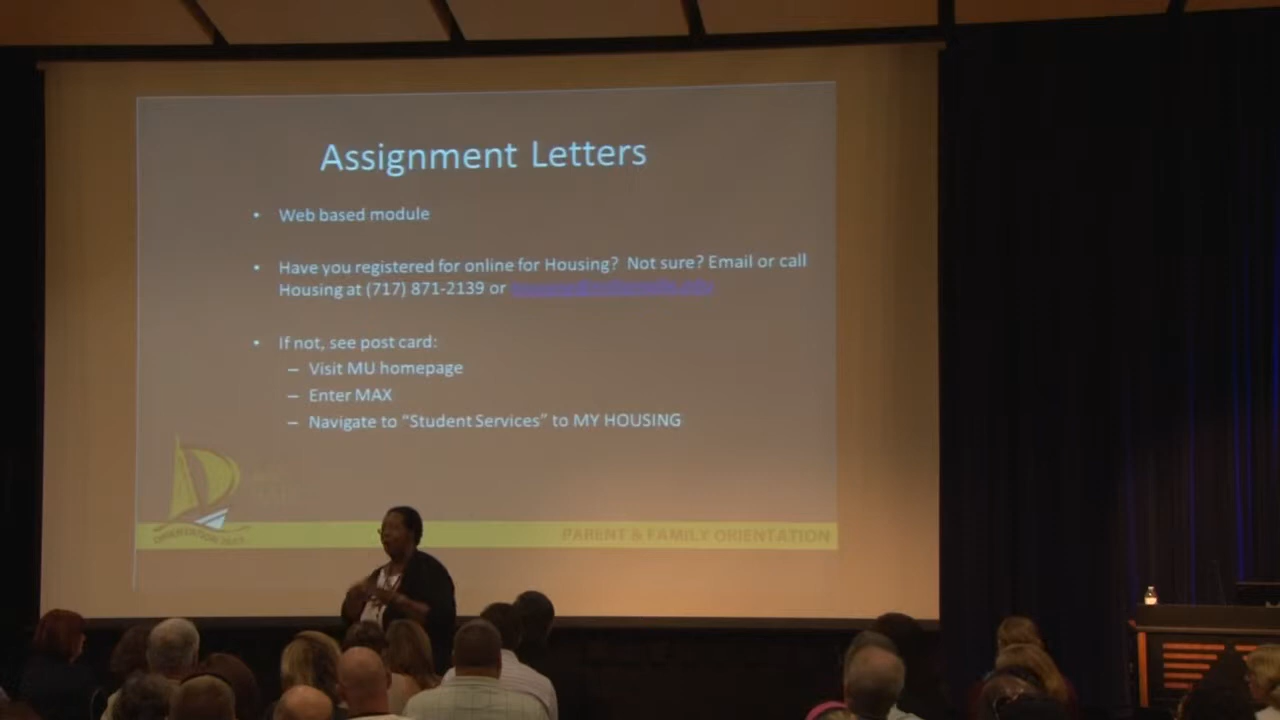 Assignment Letters
• Web based module
• Have you registered for online for Housing? Not sure? Email or call
Housing at (717) 871-2139 or
• If not, see post card:
– Visit MU homepage
– Enter MAX
– Navigate to “Student Services” to MY HOUSING
PARENT & FAMILY ORIENTATION